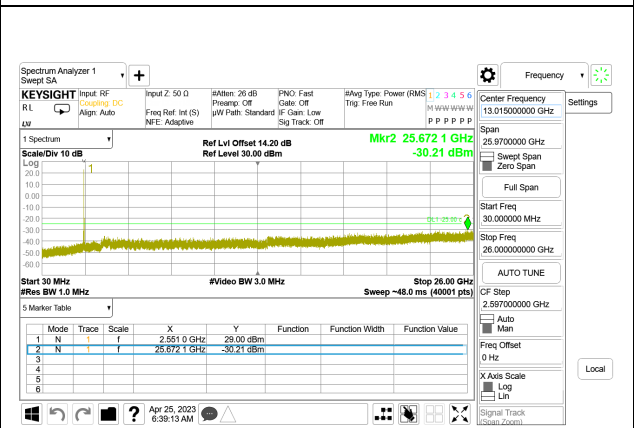 Spectrum Analyzer 1
Swept SA
+
Frequency
KEYSIGHT
Input: RF
Input Z: 50 Ω
#Atten: 26 dB
PNO: Fast
#Avg Type: Power (RMS
1 2 3 4 5 6
RL
Coupling: DC
Preamp: Off
Gate: Off
Trig: Free Run
M W W W W W
Align: Auto
Freq Ref: Int (S)
µW Path: Standard
IF Gain: Low
NFE: Adaptive
Sig Track: Off
P P P P P P
LXI
Center Frequency
13.015000000 GHz
Settings
Span
25.9700000 GHz
Swept Span
Zero Span
Full Span
Start Freq
30.000000 MHz
Stop Freq
26.000000000 GHz
AUTO TUNE
CF Step
2.597000000 GHz
Auto
Man
Freq Offset
0 Hz
X Axis Scale
Log
Lin
Local
Signal Track
(Span Zoom)
1 Spectrum
Ref Lvl Offset 14.20 dB
Mkr2 25.672 1 GHz
Scale/Div 10 dB
Ref Level 30.00 dBm
-30.21 dBm
Log
1
20.0
10.0
0.00
-10.0
-20.0
-30.0
-40.0
-50.0
-60.0
Start 30 MHz
#Video BW 3.0 MHz
Stop 26.00 GHz
#Res BW 1.0 MHz
Sweep ~48.0 ms (40001 pts)
5 Marker Table
Mode Trace Scale X Y Function Function Width Function Value
1 N 1 f 2.551 0 GHz 29.00 dBm
2 N 1 f 25.672 1 GHz -30.21 dBm
3
4
5
6
?
Apr 25, 2023
6:39:13 AM